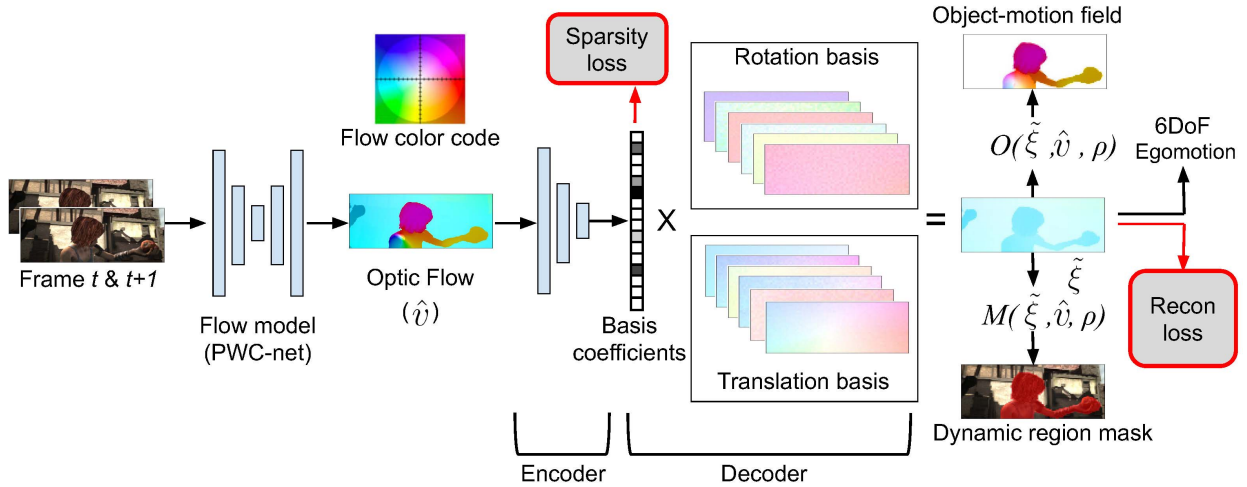 Frame t & t+1
Flow model
(PWC-net)
Flow color code
Optic Flow
(v̂)
Sparsity
loss
Basis
coefficients
X
Rotation basis
Translation basis
=
Encoder
Decoder
Object-motion field
O(ξ̃ ,v̂ , ρ)
ξ̃
M(ξ̃ ,v̂, ρ)
Dynamic region mask
6DoF
Egomotion
Recon
loss